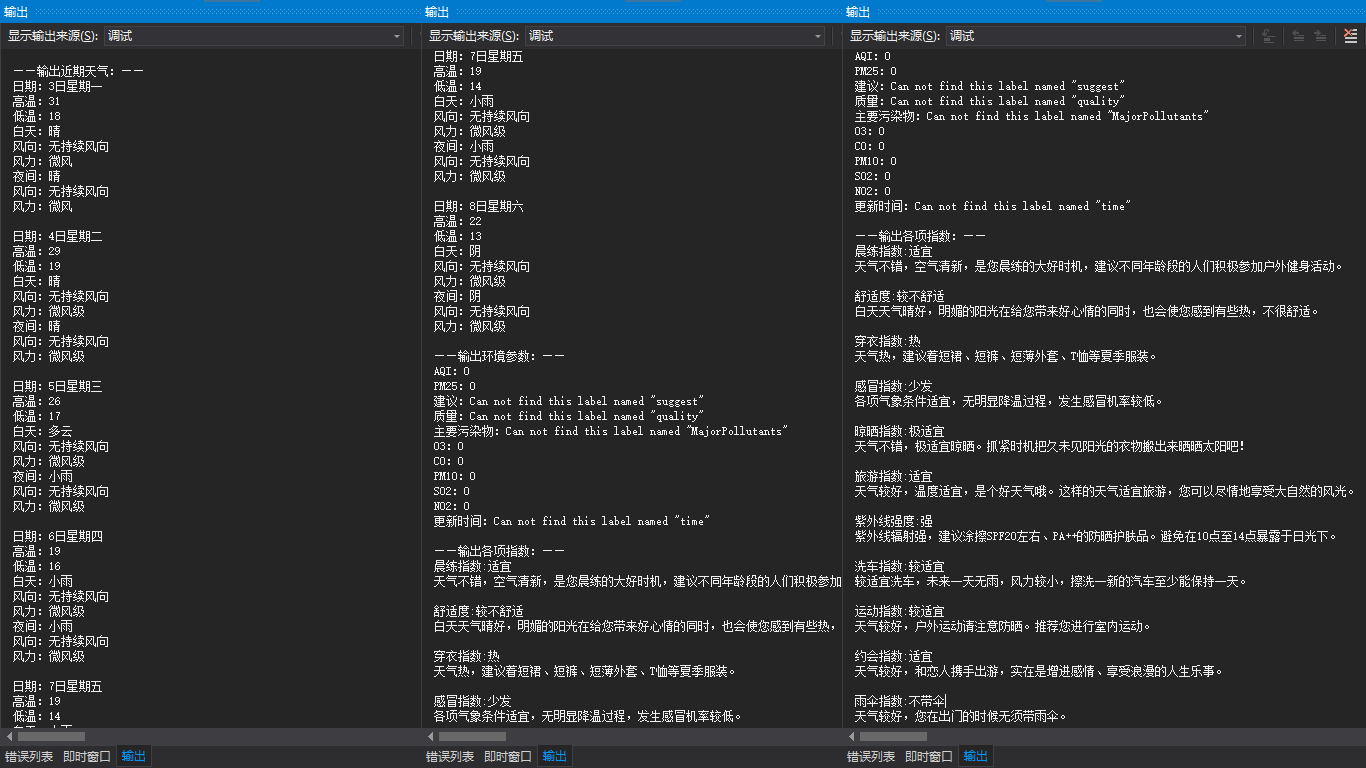 输出
显示输出来源(S): 调试
——输出近期天气：——
日期：3日星期一
高温：31
低温：18
白天：晴
风向：无持续风向
风力：微风
夜间：晴
风向：无持续风向
风力：微风
日期：4日星期二
高温：29
低温：19
白天：晴
风向：无持续风向
风力：微风级
夜间：晴
风向：无持续风向
风力：微风级
日期：5日星期三
高温：26
低温：17
白天：多云
风向：无持续风向
风力：微风级
夜间：小雨
风向：无持续风向
风力：微风级
日期：6日星期四
高温：19
低温：16
白天：小雨
风向：无持续风向
风力：微风级
夜间：小雨
风向：无持续风向
风力：微风级
日期：7日星期五
高温：19
低温：14
错误列表 即时窗口 输出
输出
显示输出来源(S): 调试
日期：7日星期五
高温：19
低温：14
白天：小雨
风向：无持续风向
风力：微风级
夜间：小雨
风向：无持续风向
风力：微风级
日期：8日星期六
高温：22
低温：13
白天：阴
风向：无持续风向
风力：微风级
夜间：阴
风向：无持续风向
风力：微风级
——输出环境参数：——
AQI：0
PM25：0
建议：Can not find this label named "suggest"
质量：Can not find this label named "quality"
主要污染物：Can not find this label named "MajorPollutants"
O3：0
CO：0
PM10：0
SO2：0
NO2：0
更新时间：Can not find this label named "time"
——输出各项指数：——
晨练指数:适宜
天气不错，空气清新，是您晨练的大好时机，建议不同年龄段的人们积极参加
舒适度:较不舒适
白天天气晴好，明媚的阳光在给您带来好心情的同时，也会使您感到有些热，
穿衣指数:热
天气热，建议着短裙、短裤、短薄外套、T恤等夏季服装。
感冒指数:少发
各项气象条件适宜，无明显降温过程，发生感冒机率较低。
错误列表 即时窗口 输出
输出
显示输出来源(S): 调试
AQI：0
PM25：0
建议：Can not find this label named "suggest"
质量：Can not find this label named "quality"
主要污染物：Can not find this label named "MajorPollutants"
O3：0
CO：0
PM10：0
SO2：0
NO2：0
更新时间：Can not find this label named "time"
——输出各项指数：——
晨练指数:适宜
天气不错，空气清新，是您晨练的大好时机，建议不同年龄段的人们积极参加户外健身活动。
舒适度:较不舒适
白天天气晴好，明媚的阳光在给您带来好心情的同时，也会使您感到有些热，不很舒适。
穿衣指数:热
天气热，建议着短裙、短裤、短薄外套、T恤等夏季服装。
感冒指数:少发
各项气象条件适宜，无明显降温过程，发生感冒机率较低。
晾晒指数:极适宜
天气不错，极适宜晾晒。抓紧时机把久未见阳光的衣物搬出来晒晒太阳吧！
旅游指数:适宜
天气较好，温度适宜，是个好天气哦。这样的天气适宜旅游，您可以尽情地享受大自然的风光。
紫外线强度:强
紫外线辐射强，建议涂擦SPF20左右、PA++的防晒护肤品。避免在10点至14点暴露于日光下。
洗车指数:较适宜
较适宜洗车，未来一天无雨，风力较小，擦洗一新的汽车至少能保持一天。
运动指数:较适宜
天气较好，户外运动请注意防晒。推荐您进行室内运动。
约会指数:适宜
天气较好，和恋人携手出游，实在是增进感情、享受浪漫的人生乐事。
雨伞指数:不带伞
天气较好，您在出门的时候无须带雨伞。
错误列表 即时窗口 输出